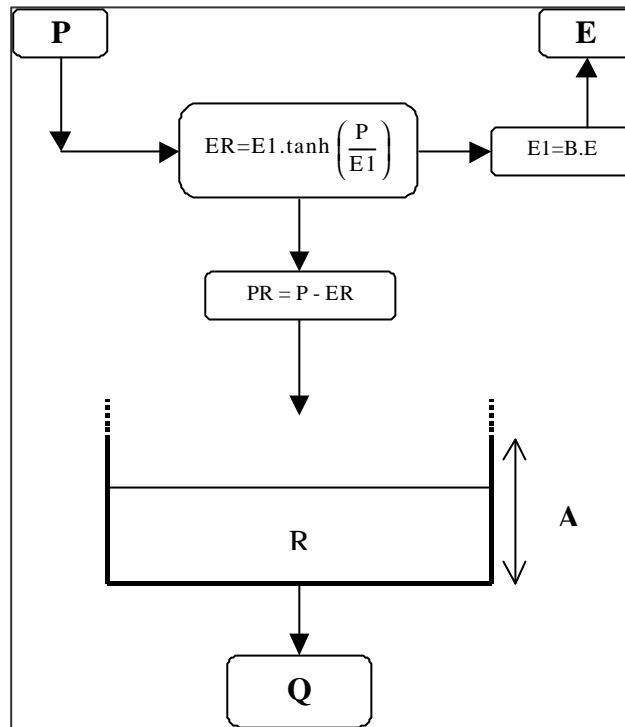 P
E
ER=E1.tanh(P/E1)
E1=B.E
PR = P - ER
A
R
Q